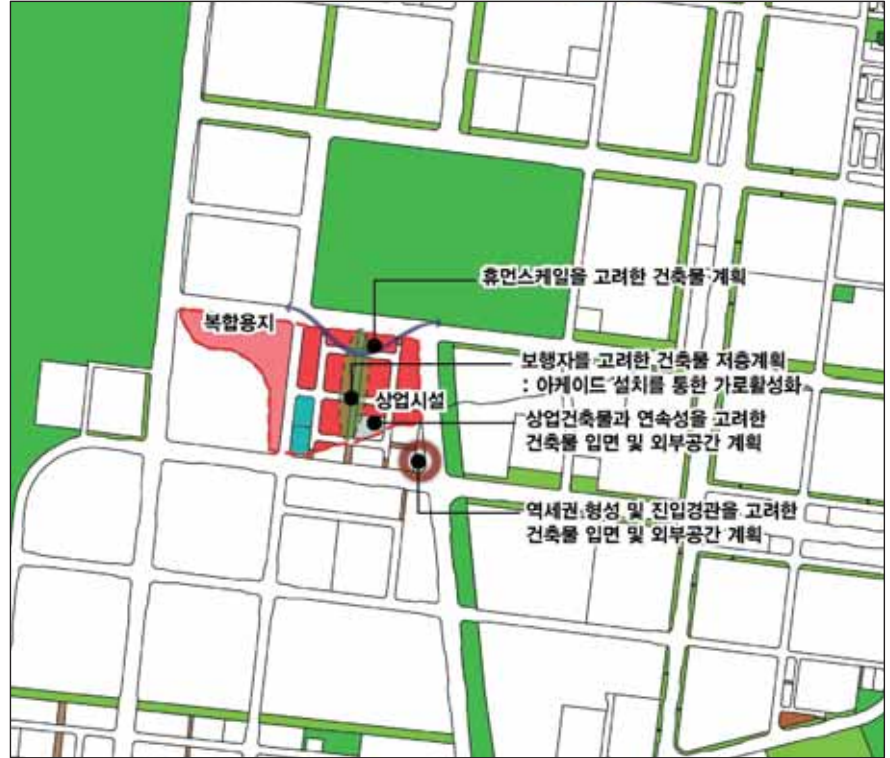 휴먼스케일을 고려한 건축물 계획
복합용지
보행자를 고려한 건축물 저층계획
: 아케이드 설치를 통한 가로활성화
상업시설
상업건축물과 연속성을 고려한
건축물 입면 및 외부공간 계획
역세권 형성 및 진입경관을 고려한
건축물 입면 및 외부공간 계획